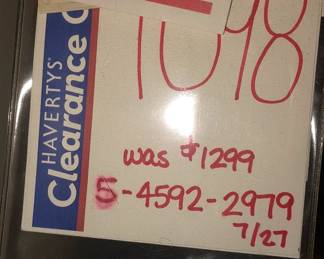 HAVERTYS
Clearance C
1098
was $1299
5-4592-2979
7/27